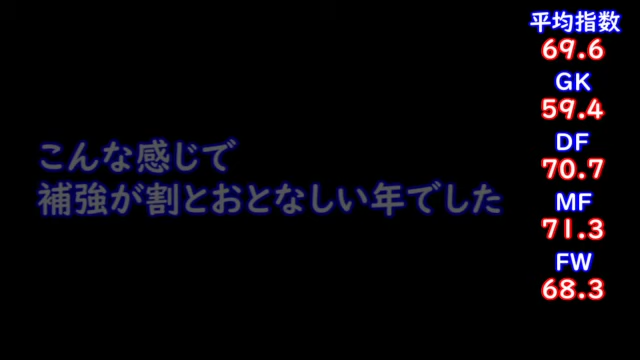 こんな感じで
補強が割とおとなしい年でした
平均指数
69.6
GK
59.4
DF
70.7
MF
71.3
FW
68.3